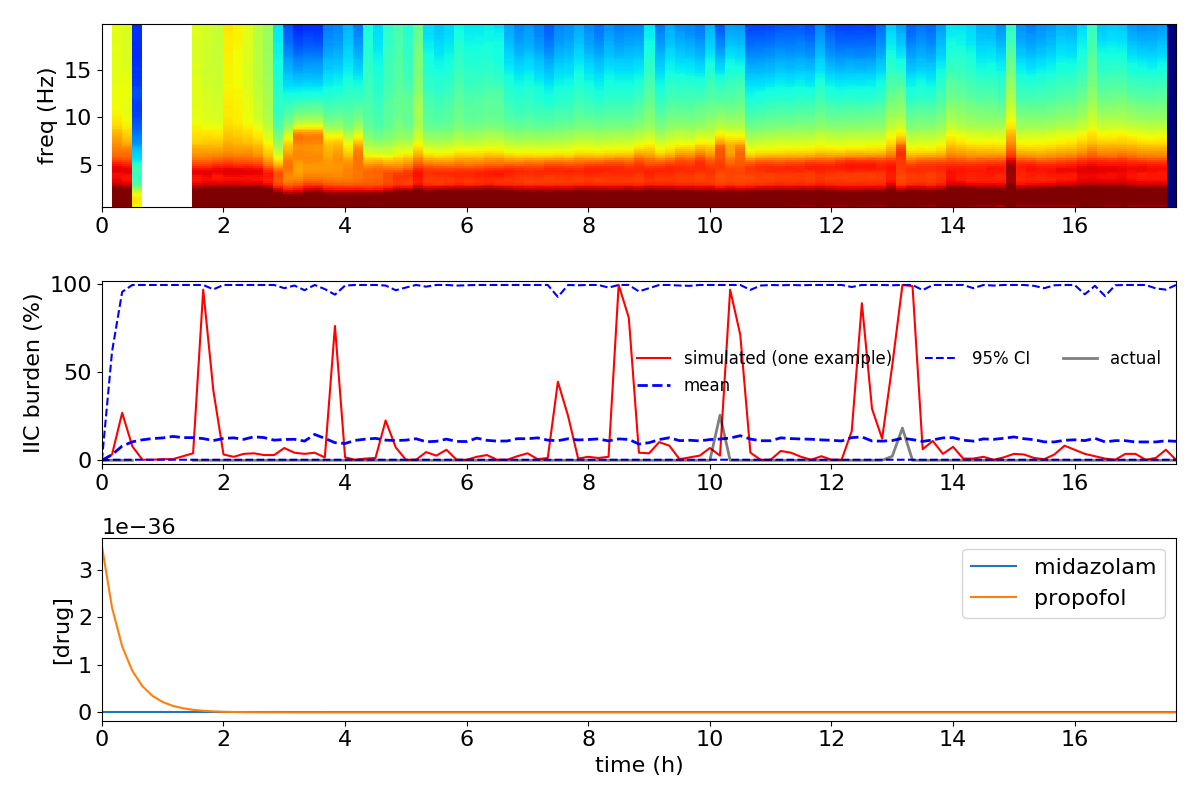 15
10
5
freq (Hz)
0 2 4 6 8 10 12 14 16
100
50
0
IIC burden (%)
simulated (one example) 95% CI actual
mean
0 2 4 6 8 10 12 14 16
1e−36
3
2
1
0
[drug]
midazolam
propofol
0 2 4 6 8 10 12 14 16
time (h)